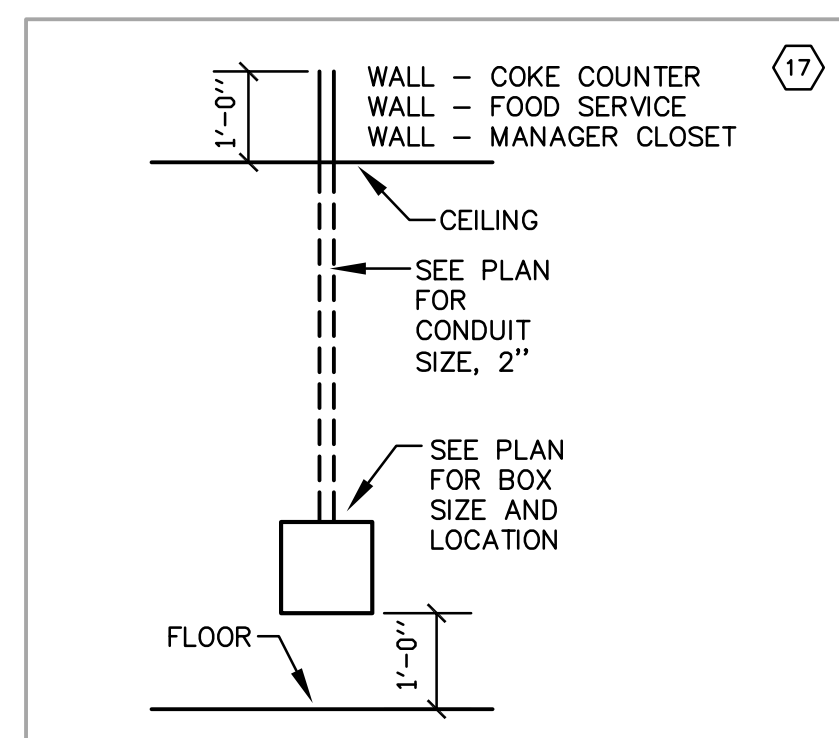 WALL – COKE COUNTER
WALL – FOOD SERVICE
WALL – MANAGER CLOSET
17
1'-0"
CEILING
SEE PLAN
FOR
CONDUIT
SIZE, 2"
SEE PLAN
FOR BOX
SIZE AND
LOCATION
FLOOR
1'-0"